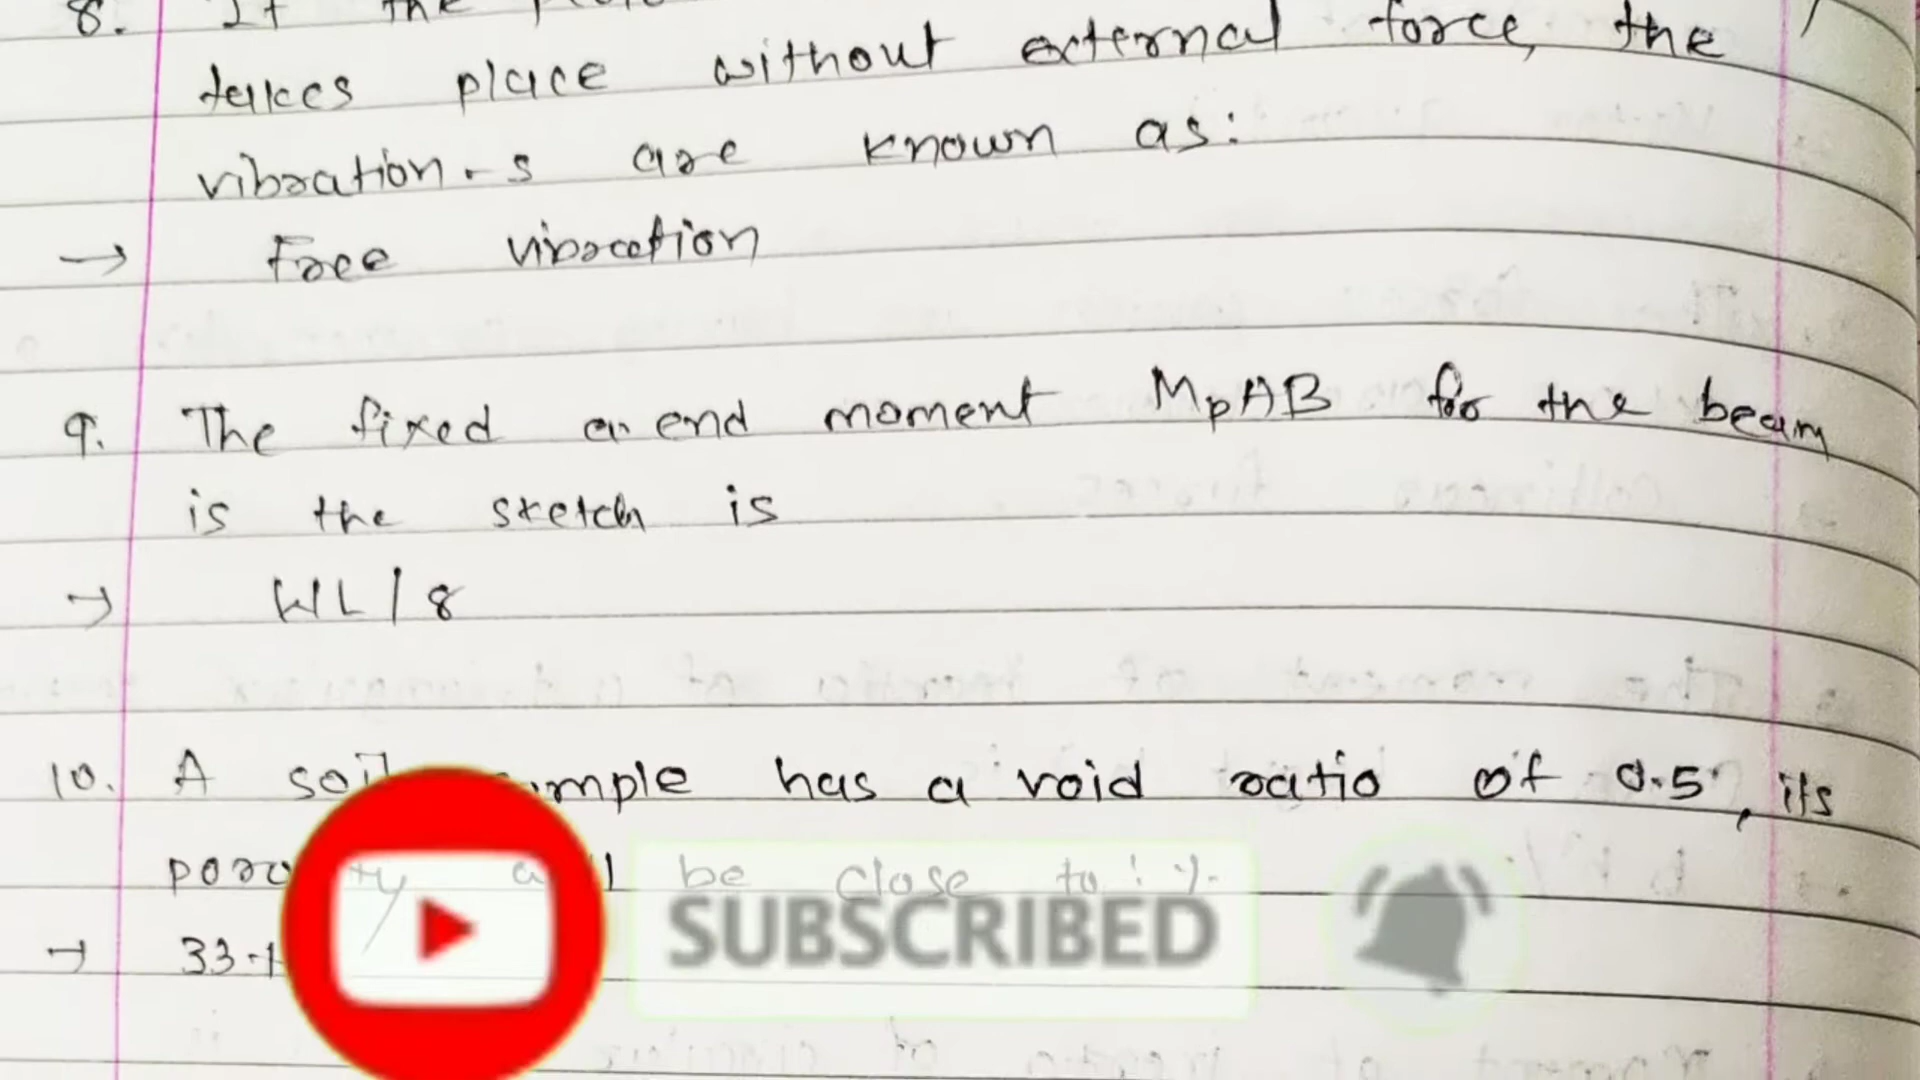 8. If the
takes place without external force, the
vibration.s are known as:
→ Free vibration
9. The fixed end moment MpAB for the beam
is the sketch is
→ WL/8
10. A soil sample has a void ratio of 0.5, its
porosity will be close to: %.
→ 33.
SUBSCRIBED